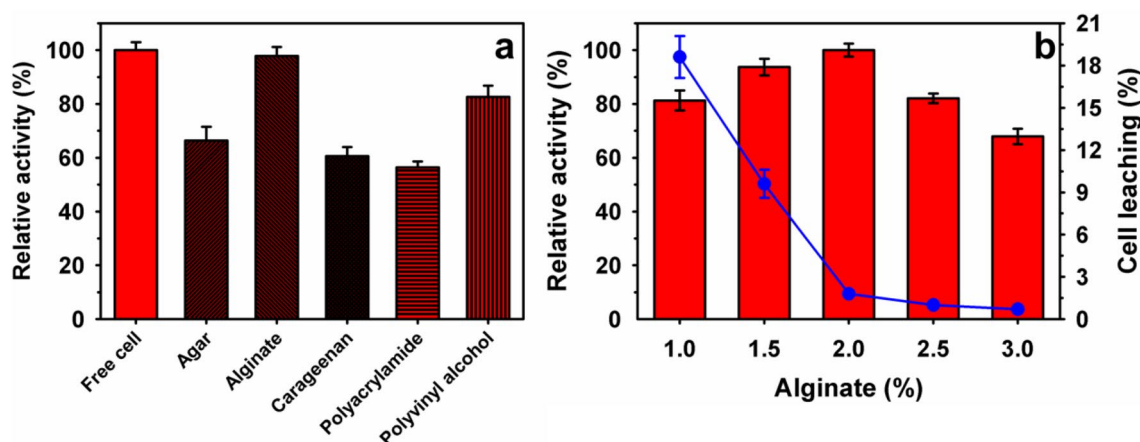 a
Relative activity (%)
100
80
60
40
20
0
Free cell
Agar
Alginate
Carageenan
Polyacrylamide
Polyvinyl alcohol
b
Relative activity (%)
100
80
60
40
20
0
21
18
15
12
9
6
3
0
Cell leaching (%)
1.0 1.5 2.0 2.5 3.0
Alginate (%)